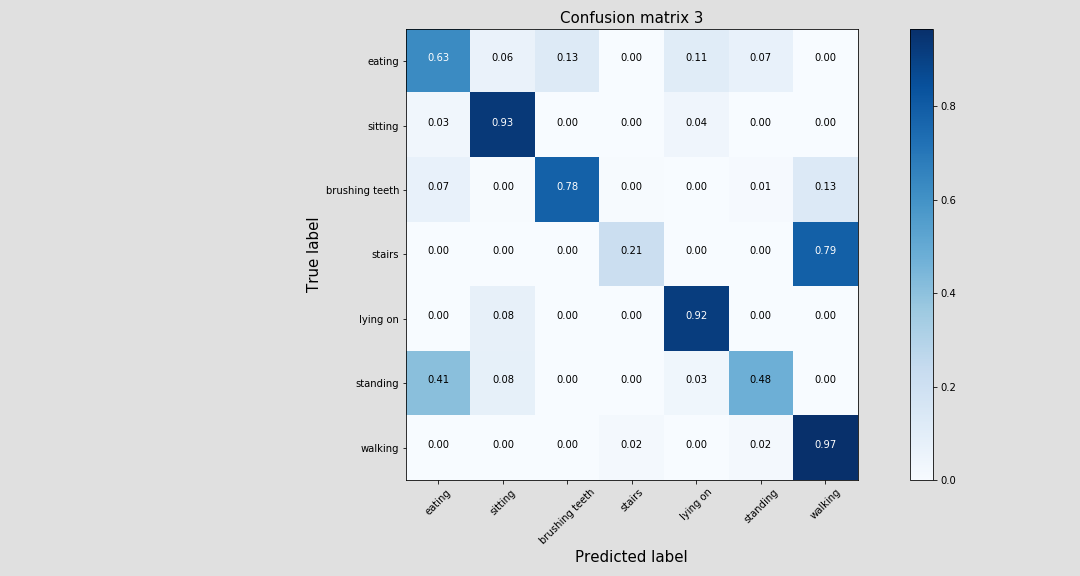 Confusion matrix 3
eating 0.63 0.06 0.13 0.00 0.11 0.07 0.00
sitting 0.03 0.93 0.00 0.00 0.04 0.00 0.00
brushing teeth 0.07 0.00 0.78 0.00 0.00 0.01 0.13
stairs 0.00 0.00 0.00 0.21 0.00 0.00 0.79
lying on 0.00 0.08 0.00 0.00 0.92 0.00 0.00
standing 0.41 0.08 0.00 0.00 0.03 0.48 0.00
walking 0.00 0.00 0.00 0.02 0.00 0.02 0.97
eating sitting brushing teeth stairs lying on standing walking
True label
Predicted label
0.8
0.6
0.4
0.2
0.0